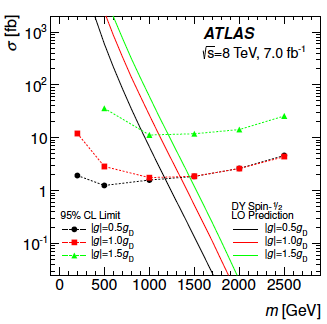 σ [fb]
10³
10²
10
1
10⁻¹
ATLAS
√s=8 TeV, 7.0 fb⁻¹
95% CL Limit
|g|=0.5g_D
|g|=1.0g_D
|g|=1.5g_D
DY Spin-½
LO Prediction
|g|=0.5g_D
|g|=1.0g_D
|g|=1.5g_D
0 500 1000 1500 2000 2500
m [GeV]